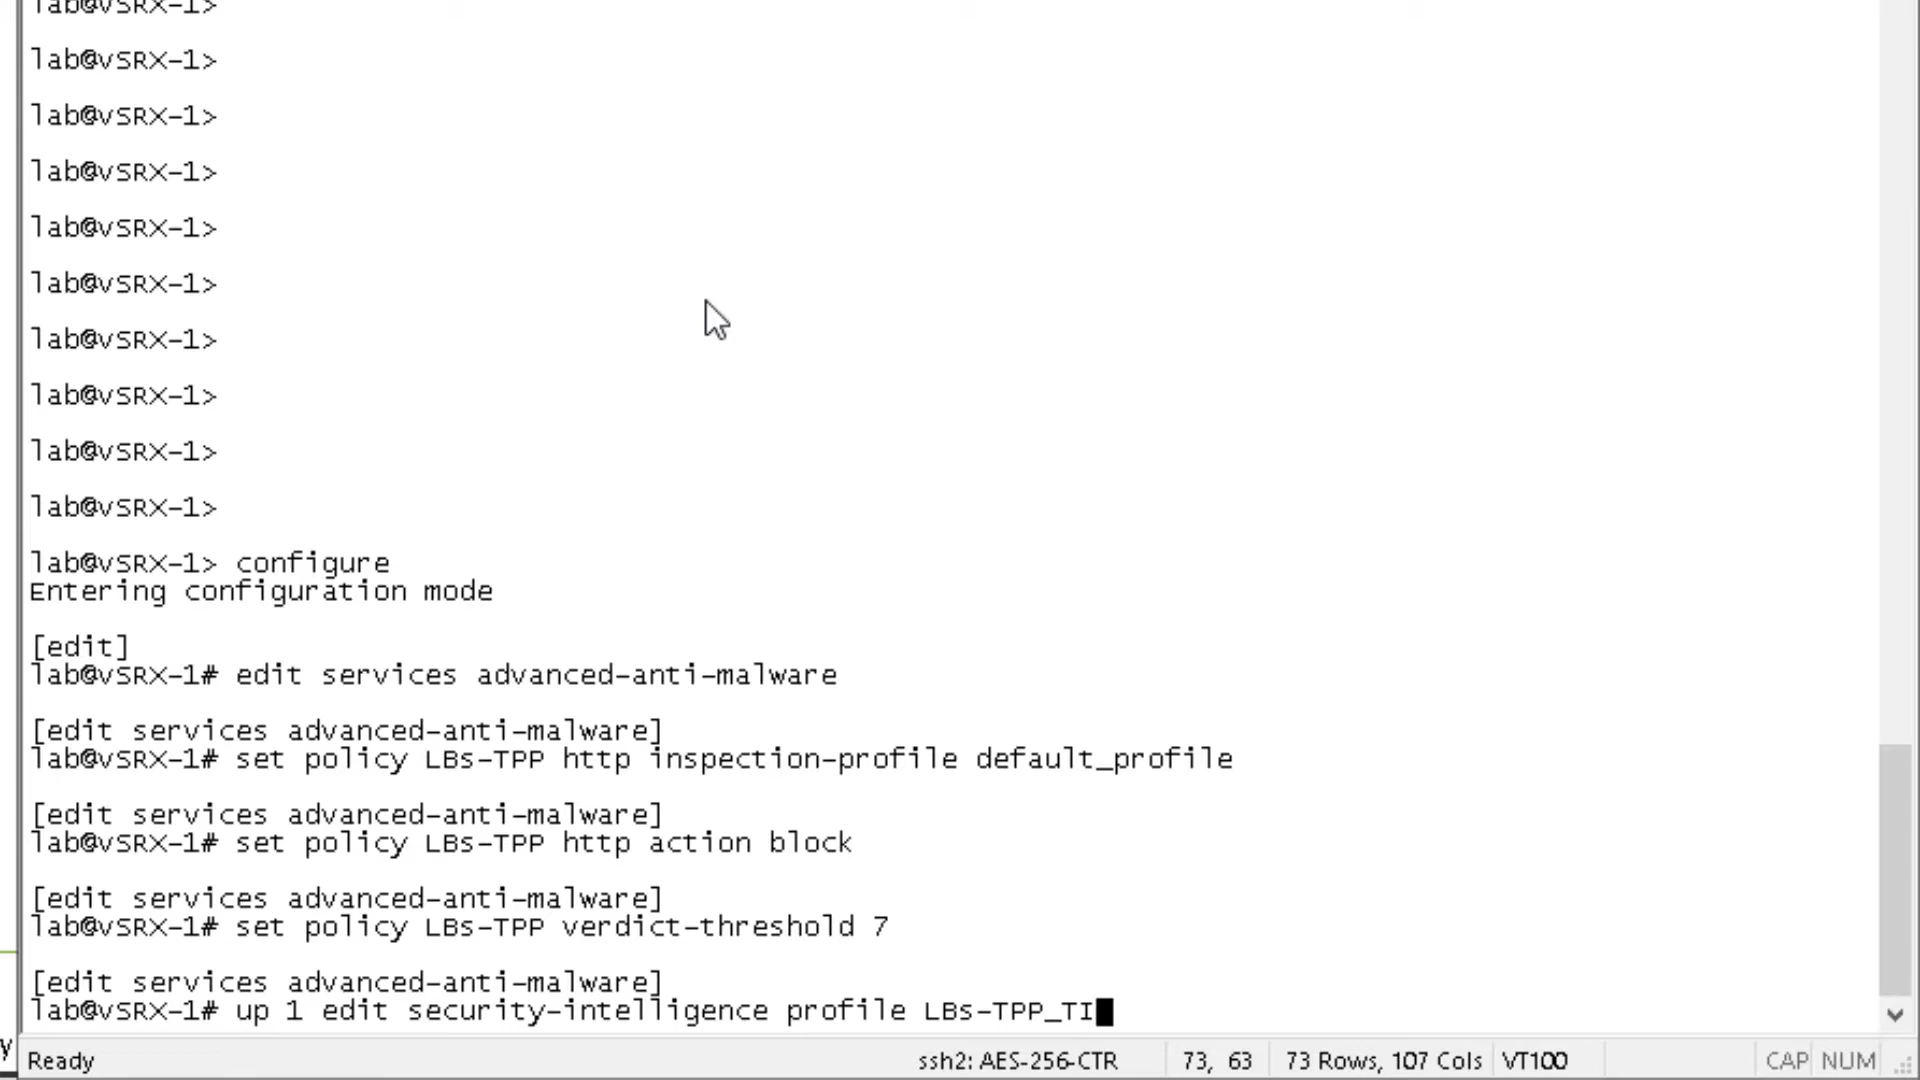 lab@vSRX-1>
lab@vSRX-1>
lab@vSRX-1>
lab@vSRX-1>
lab@vSRX-1>
lab@vSRX-1>
lab@vSRX-1>
lab@vSRX-1>
lab@vSRX-1>
lab@vSRX-1>
lab@vSRX-1> configure
Entering configuration mode
[edit]
lab@vSRX-1# edit services advanced-anti-malware
[edit services advanced-anti-malware]
lab@vSRX-1# set policy LBs-TPP http inspection-profile default_profile
[edit services advanced-anti-malware]
lab@vSRX-1# set policy LBs-TPP http action block
[edit services advanced-anti-malware]
lab@vSRX-1# set policy LBs-TPP verdict-threshold 7
[edit services advanced-anti-malware]
lab@vSRX-1# up 1 edit security-intelligence profile LBs-TPP_TI
y
Ready ssh2: AES-256-CTR 73, 63 73 Rows, 107 Cols VT100 CAP NUM